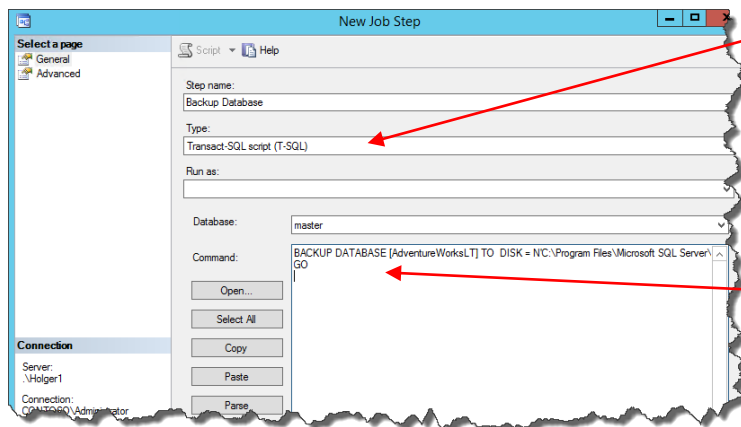 New Job Step
Select a page
General
Advanced
Script Help
Step name:
Backup Database
Type:
Transact-SQL script (T-SQL)
Run as:
Database:
master
Command:
BACKUP DATABASE [AdventureWorksLT] TO  DISK = N'C:\Program Files\Microsoft SQL Server\
GO
Open...
Select All
Copy
Paste
Parse
Connection
Server:
.\Holger1
Connection:
CONTOSO\Administrator